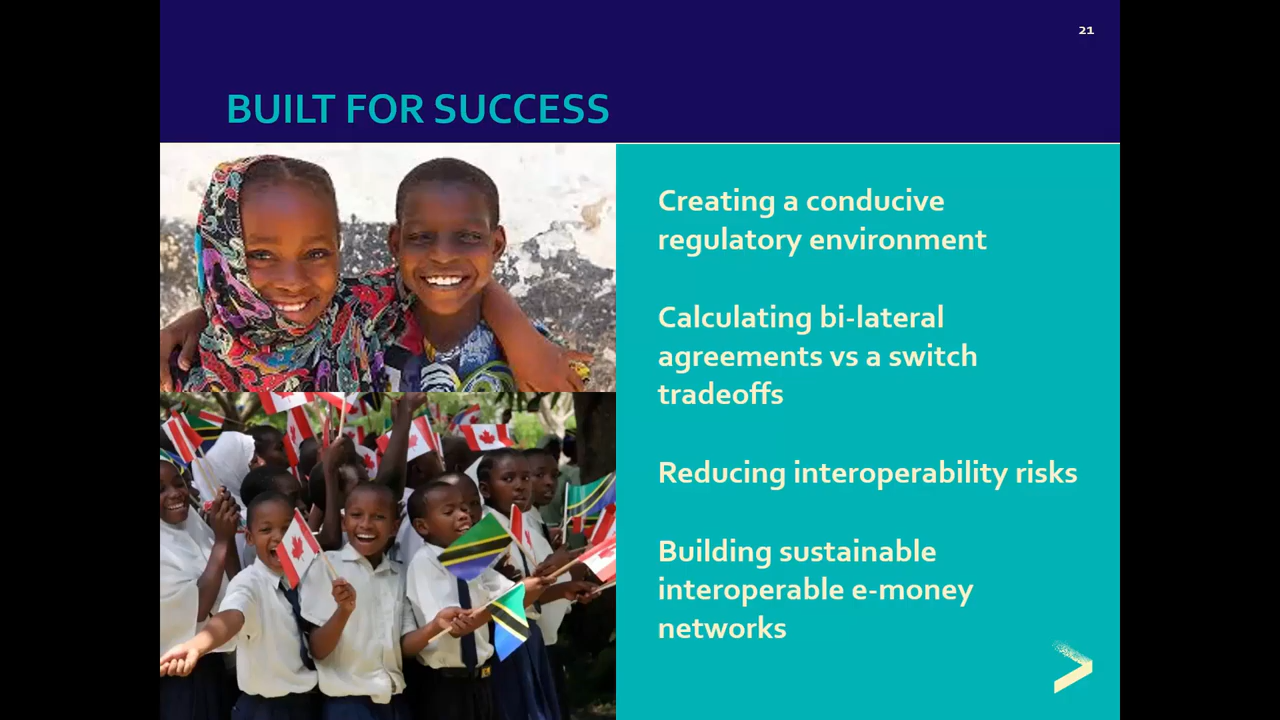 21
BUILT FOR SUCCESS
Creating a conducive
regulatory environment
Calculating bi-lateral
agreements vs a switch
tradeoffs
Reducing interoperability risks
Building sustainable
interoperable e-money
networks